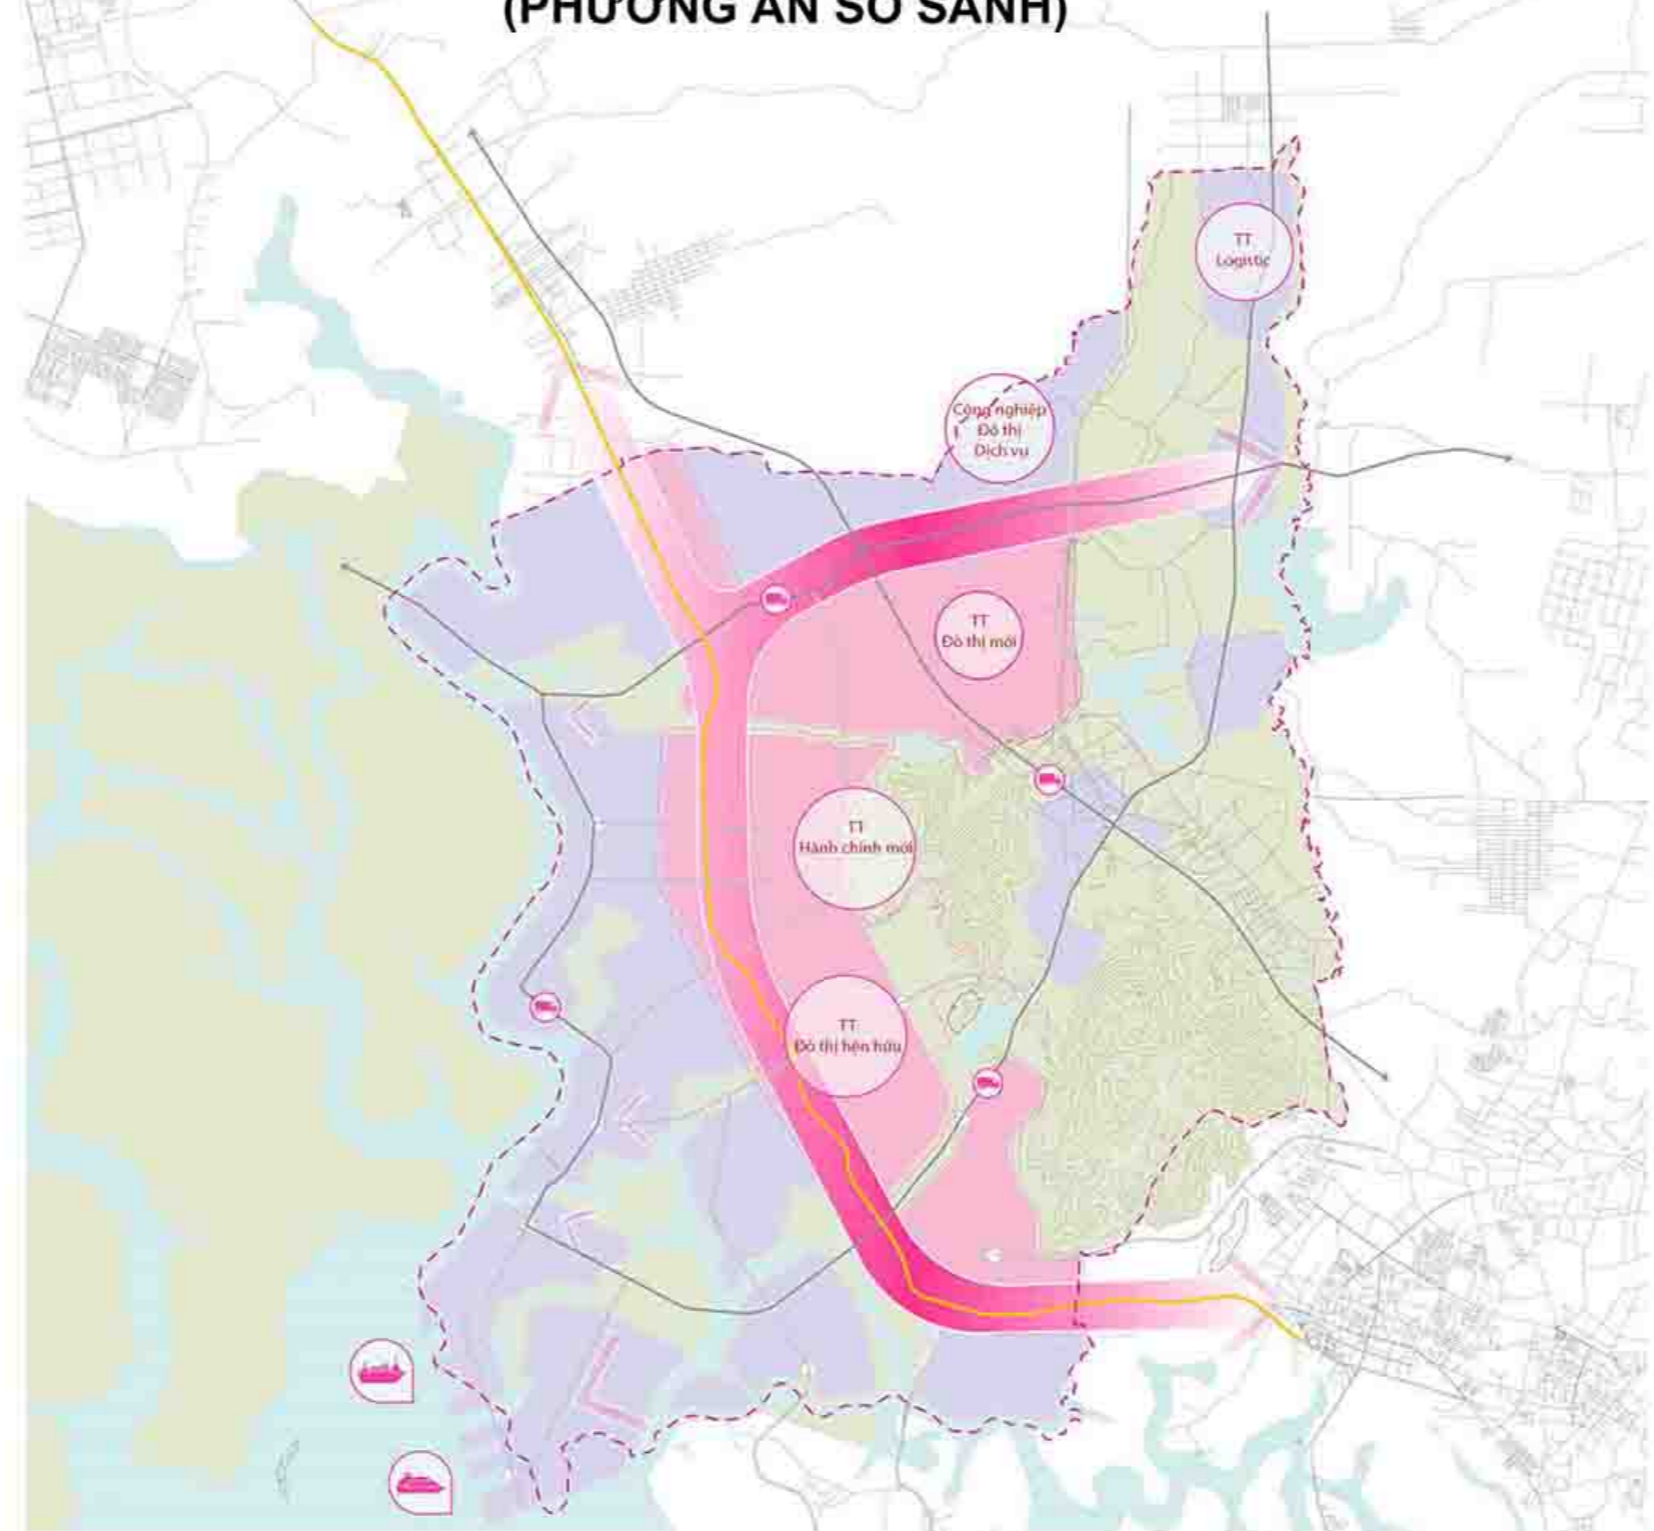 (PHƯƠNG ÁN SO SÁNH)
TT
Logistic
Công nghiệp
Đô thị
Dịch vụ
TT
Đô thị mới
TT
Hành chính mới
TT
Đô thị hện hữu